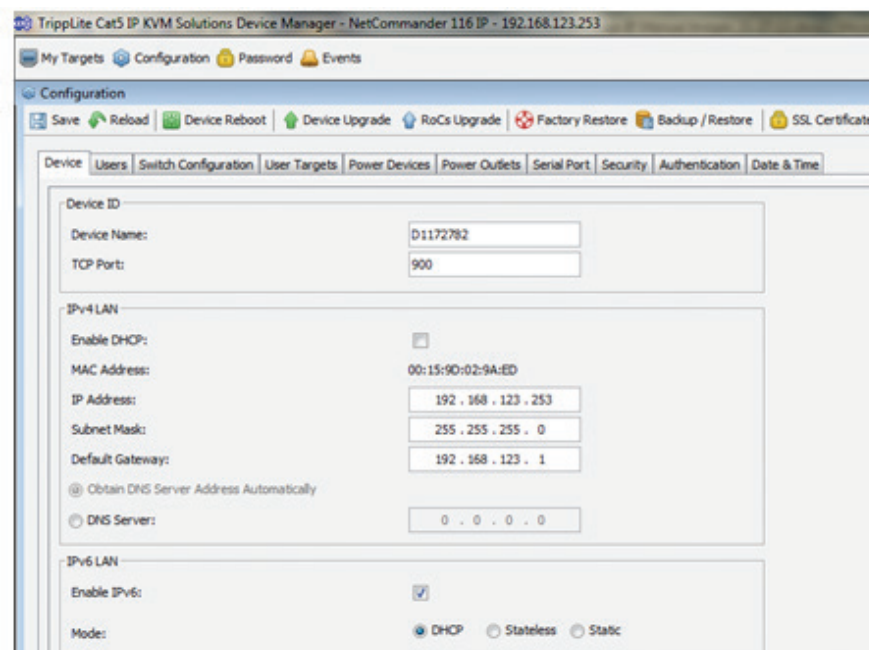 TrippLite Cat5 IP KVM Solutions Device Manager - NetCommander 116 IP - 192.168.123.253
My Targets Configuration Password Events
Configuration
Save Reload Device Reboot Device Upgrade RoCs Upgrade Factory Restore Backup / Restore SSL Certificate
Device Users Switch Configuration User Targets Power Devices Power Outlets Serial Port Security Authentication Date & Time
Device ID
Device Name: D1172782
TCP Port: 900
IPv4 LAN
Enable DHCP:
MAC Address: 00:15:9D:02:9A:ED
IP Address: 192 . 168 . 123 . 253
Subnet Mask: 255 . 255 . 255 . 0
Default Gateway: 192 . 168 . 123 . 1
Obtain DNS Server Address Automatically
DNS Server: 0 . 0 . 0 . 0
IPv6 LAN
Enable IPv6:
Mode: DHCP Stateless Static